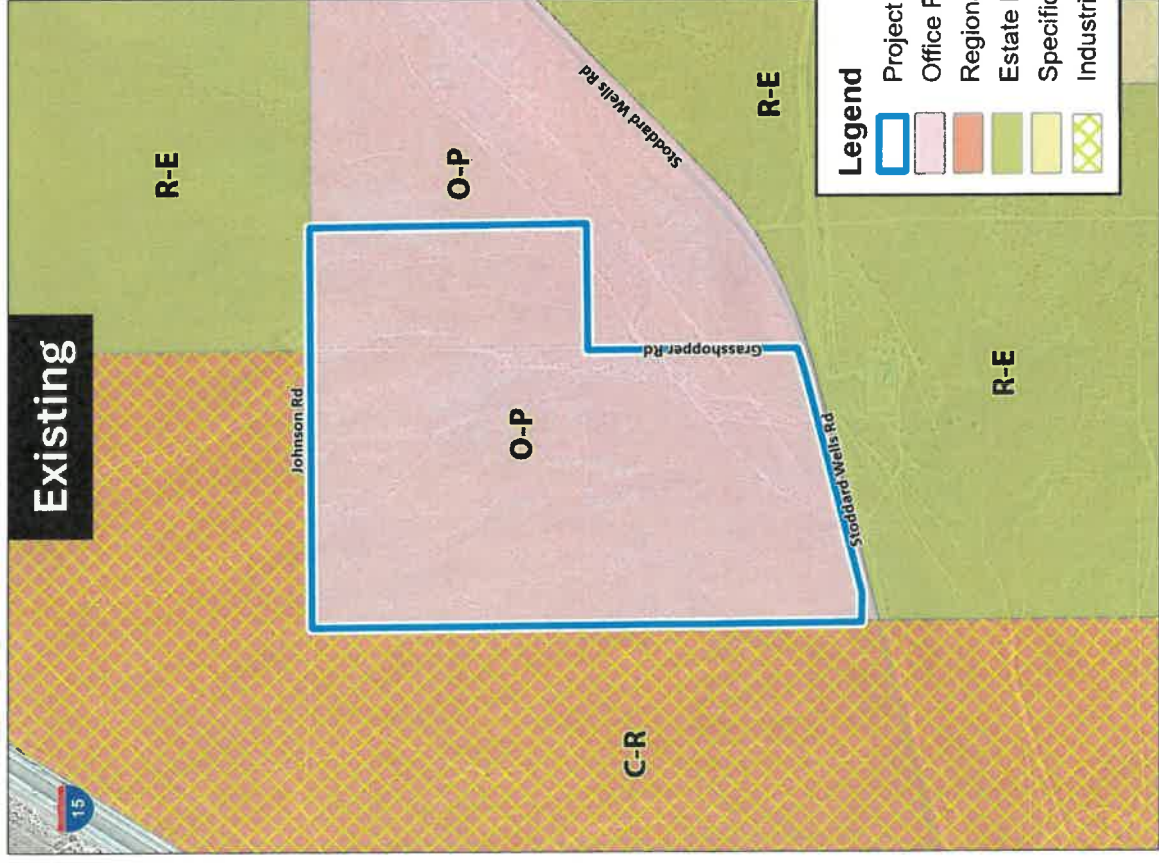 Existing
R-E
15
Johnson Rd
O-P
Stoddard Wells Rd
R-E
O-P
Grasshopper Rd
C-R
Stoddard Wells Rd
R-E
Legend
Project
Office
Region
Estate
Specific
Industri